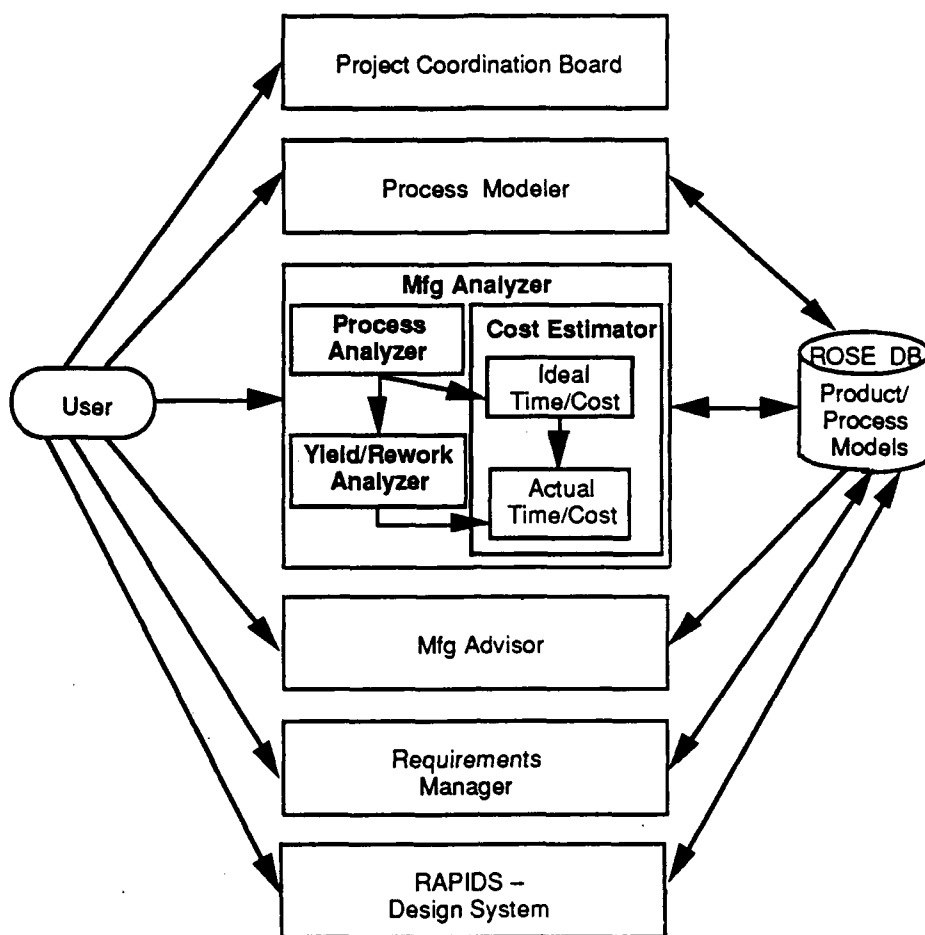 Project Coordination Board
Process Modeler
Mfg Analyzer
Process
Analyzer
Cost Estimator
Ideal
Time/Cost
Yield/Rework
Analyzer
Actual
Time/Cost
User
ROSE DB
Product/
Process
Models
Mfg Advisor
Requirements
Manager
RAPIDS –
Design System